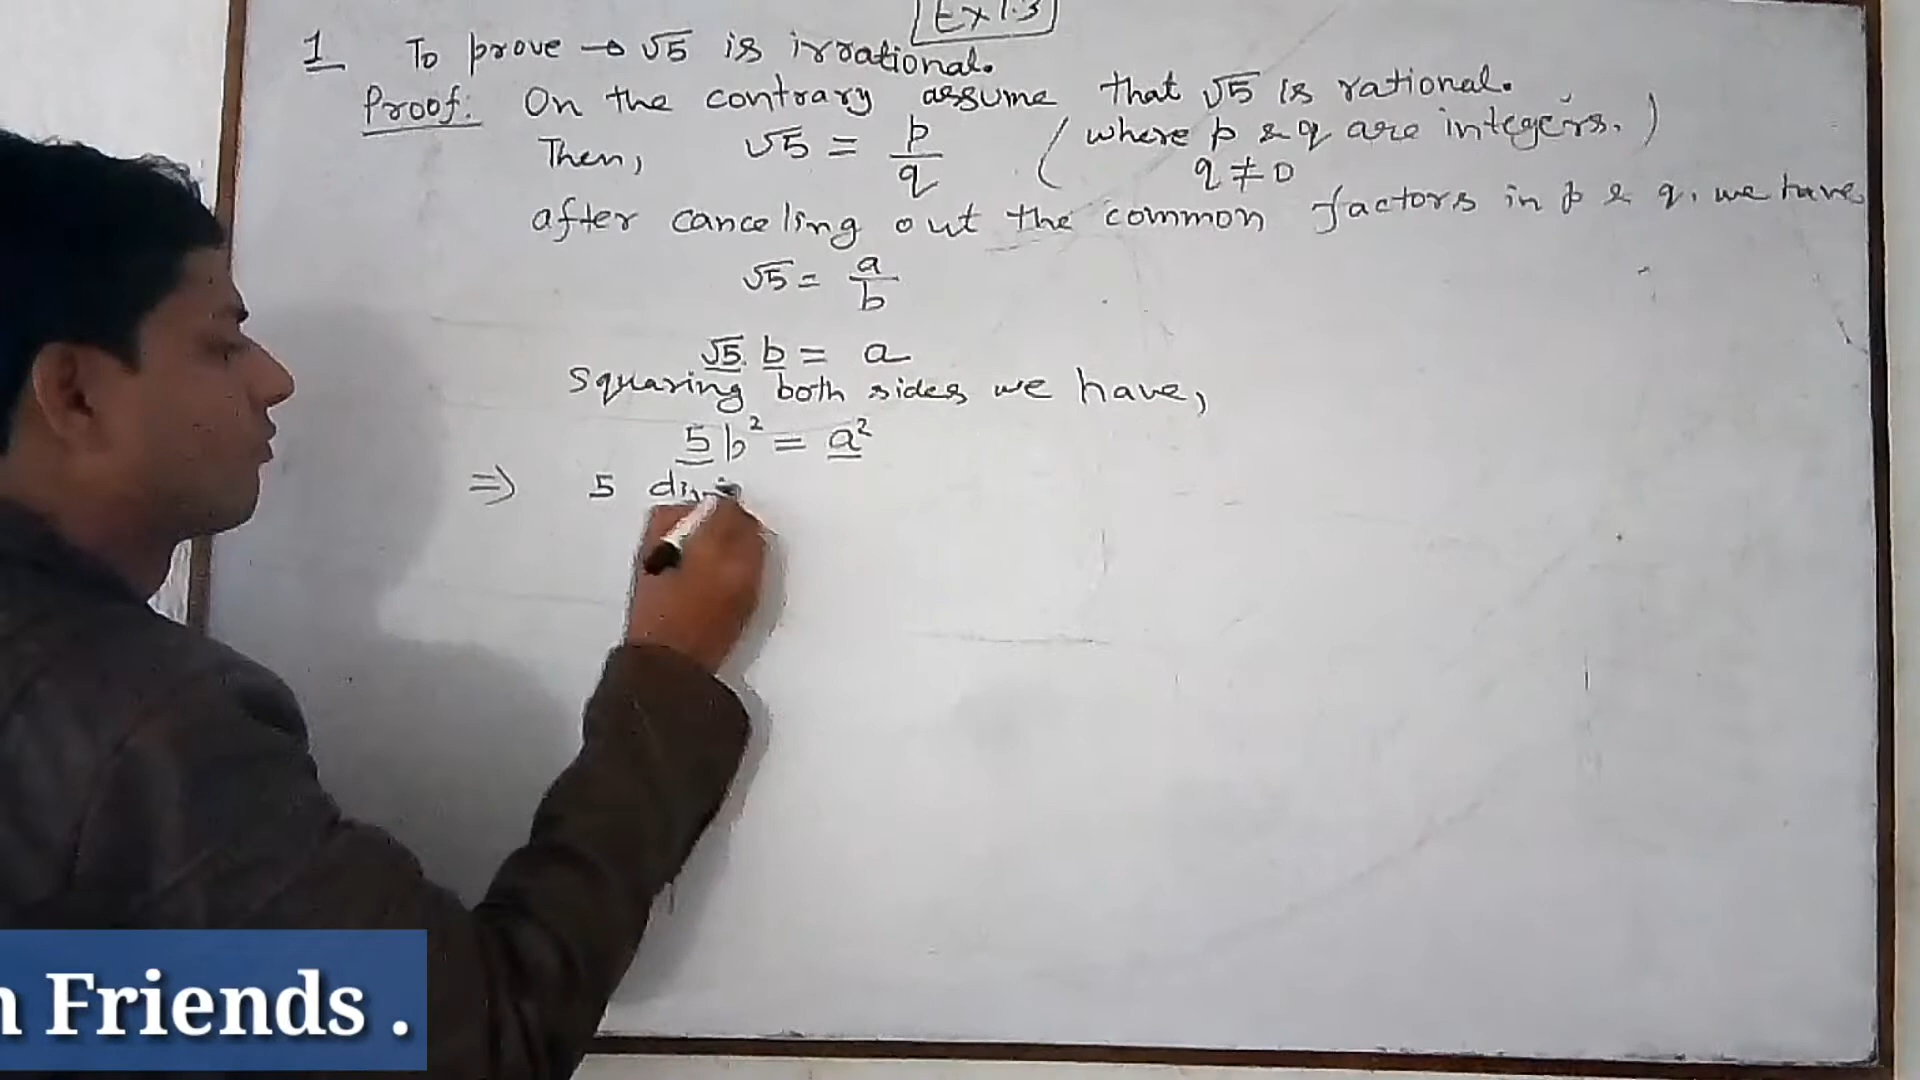 Ex 1.3
1 To prove → √5 is irrational.
Proof: On the contrary assume that √5 is rational.
Then, √5 = p/q (where p & q are integers.)
q ≠ 0
after canceling out the common factors in p & q, we have,
√5 = a/b
√5. b = a
Squaring both sides we have,
5b² = a²
⇒ 5 divi
n Friends .